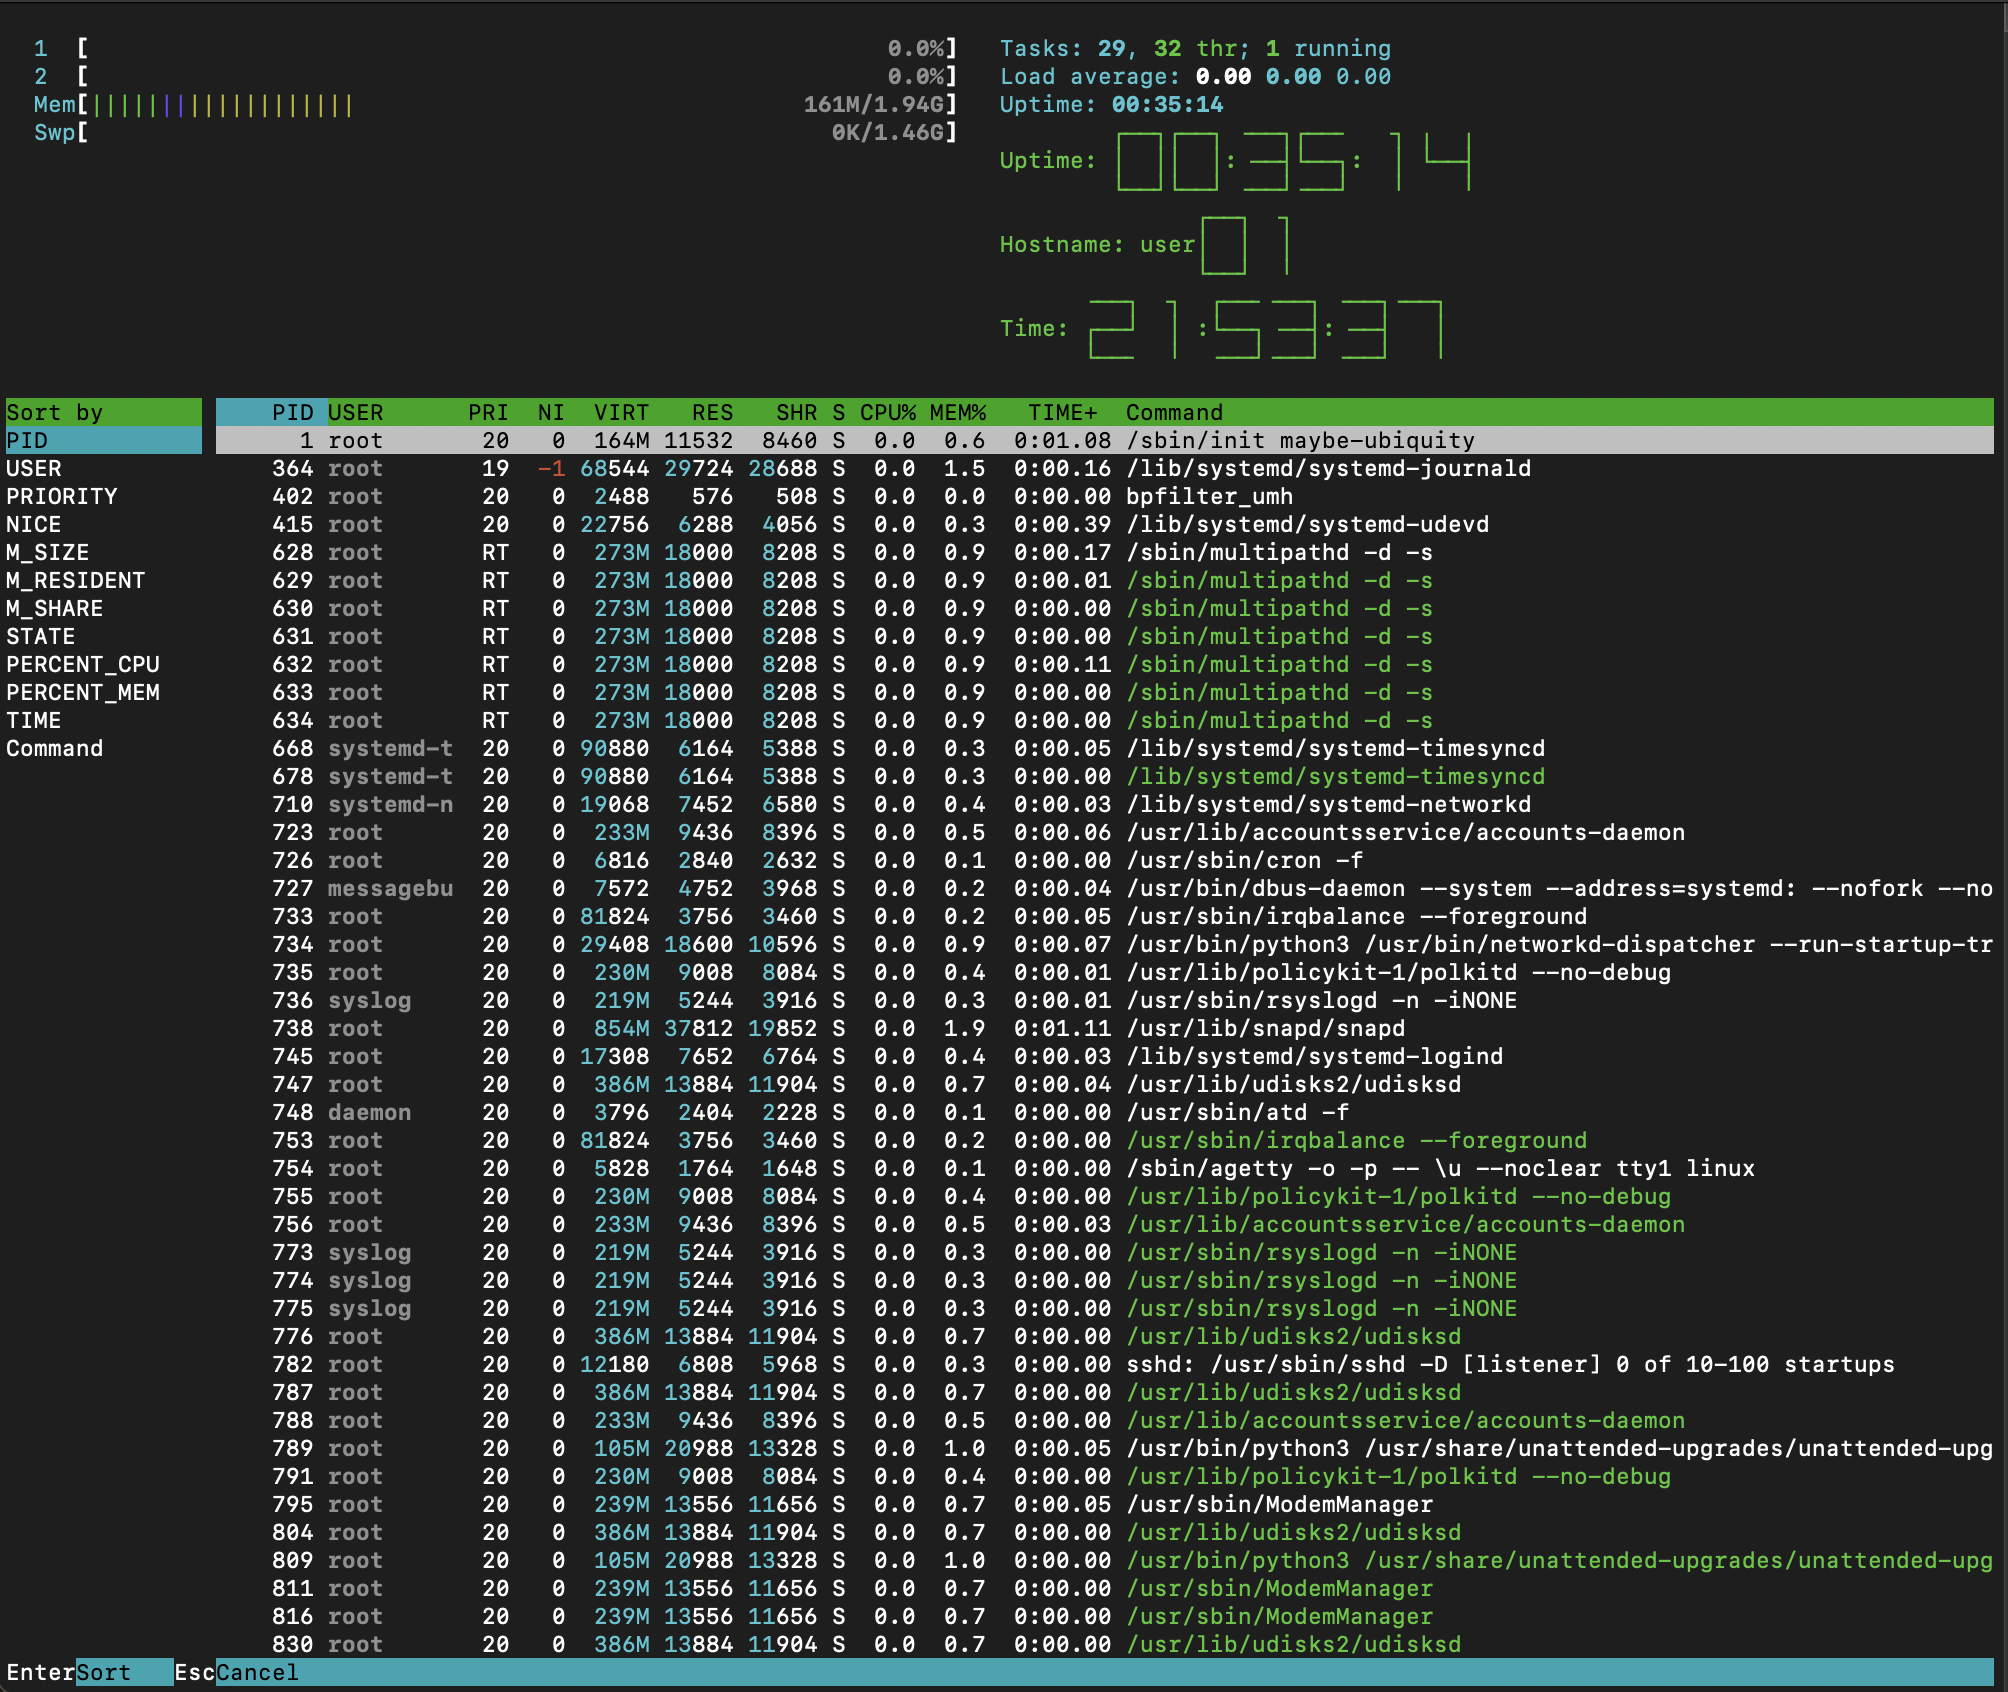 1 [ 0.0%] Tasks: 29, 32 thr; 1 running
2 [ 0.0%] Load average: 0.00 0.00 0.00
Mem[||||||||||||||||||| 161M/1.94G] Uptime: 00:35:14
Swp[ 0K/1.46G]
Uptime: 00:35:14
Hostname: user01
Time: 21:53:37
Sort by PID USER PRI NI VIRT RES SHR S CPU% MEM% TIME+ Command
PID 1 root 20 0 164M 11532 8460 S 0.0 0.6 0:01.08 /sbin/init maybe-ubiquity
USER 364 root 19 -1 68544 29724 28688 S 0.0 1.5 0:00.16 /lib/systemd/systemd-journald
PRIORITY 402 root 20 0 2488 576 508 S 0.0 0.0 0:00.00 bpfilter_umh
NICE 415 root 20 0 22756 6288 4056 S 0.0 0.3 0:00.39 /lib/systemd/systemd-udevd
M_SIZE 628 root RT 0 273M 18000 8208 S 0.0 0.9 0:00.17 /sbin/multipathd -d -s
M_RESIDENT 629 root RT 0 273M 18000 8208 S 0.0 0.9 0:00.01 /sbin/multipathd -d -s
M_SHARE 630 root RT 0 273M 18000 8208 S 0.0 0.9 0:00.00 /sbin/multipathd -d -s
STATE 631 root RT 0 273M 18000 8208 S 0.0 0.9 0:00.00 /sbin/multipathd -d -s
PERCENT_CPU 632 root RT 0 273M 18000 8208 S 0.0 0.9 0:00.11 /sbin/multipathd -d -s
PERCENT_MEM 633 root RT 0 273M 18000 8208 S 0.0 0.9 0:00.00 /sbin/multipathd -d -s
TIME 634 root RT 0 273M 18000 8208 S 0.0 0.9 0:00.00 /sbin/multipathd -d -s
Command 668 systemd-t 20 0 90880 6164 5388 S 0.0 0.3 0:00.05 /lib/systemd/systemd-timesyncd
678 systemd-t 20 0 90880 6164 5388 S 0.0 0.3 0:00.00 /lib/systemd/systemd-timesyncd
710 systemd-n 20 0 19068 7452 6580 S 0.0 0.4 0:00.03 /lib/systemd/systemd-networkd
723 root 20 0 233M 9436 8396 S 0.0 0.5 0:00.06 /usr/lib/accountsservice/accounts-daemon
726 root 20 0 6816 2840 2632 S 0.0 0.1 0:00.00 /usr/sbin/cron -f
727 messagebu 20 0 7572 4752 3968 S 0.0 0.2 0:00.04 /usr/bin/dbus-daemon --system --address=systemd: --nofork --no
733 root 20 0 81824 3756 3460 S 0.0 0.2 0:00.05 /usr/sbin/irqbalance --foreground
734 root 20 0 29408 18600 10596 S 0.0 0.9 0:00.07 /usr/bin/python3 /usr/bin/networkd-dispatcher --run-startup-tr
735 root 20 0 230M 9008 8084 S 0.0 0.4 0:00.01 /usr/lib/policykit-1/polkitd --no-debug
736 syslog 20 0 219M 5244 3916 S 0.0 0.3 0:00.01 /usr/sbin/rsyslogd -n -iNONE
738 root 20 0 854M 37812 19852 S 0.0 1.9 0:01.11 /usr/lib/snapd/snapd
745 root 20 0 17308 7652 6764 S 0.0 0.4 0:00.03 /lib/systemd/systemd-logind
747 root 20 0 386M 13884 11904 S 0.0 0.7 0:00.04 /usr/lib/udisks2/udisksd
748 daemon 20 0 3796 2404 2228 S 0.0 0.1 0:00.00 /usr/sbin/atd -f
753 root 20 0 81824 3756 3460 S 0.0 0.2 0:00.00 /usr/sbin/irqbalance --foreground
754 root 20 0 5828 1764 1648 S 0.0 0.1 0:00.00 /sbin/agetty -o -p -- \u --noclear tty1 linux
755 root 20 0 230M 9008 8084 S 0.0 0.4 0:00.00 /usr/lib/policykit-1/polkitd --no-debug
756 root 20 0 233M 9436 8396 S 0.0 0.5 0:00.03 /usr/lib/accountsservice/accounts-daemon
773 syslog 20 0 219M 5244 3916 S 0.0 0.3 0:00.00 /usr/sbin/rsyslogd -n -iNONE
774 syslog 20 0 219M 5244 3916 S 0.0 0.3 0:00.00 /usr/sbin/rsyslogd -n -iNONE
775 syslog 20 0 219M 5244 3916 S 0.0 0.3 0:00.00 /usr/sbin/rsyslogd -n -iNONE
776 root 20 0 386M 13884 11904 S 0.0 0.7 0:00.00 /usr/lib/udisks2/udisksd
782 root 20 0 12180 6808 5968 S 0.0 0.3 0:00.00 sshd: /usr/sbin/sshd -D [listener] 0 of 10-100 startups
787 root 20 0 386M 13884 11904 S 0.0 0.7 0:00.00 /usr/lib/udisks2/udisksd
788 root 20 0 233M 9436 8396 S 0.0 0.5 0:00.00 /usr/lib/accountsservice/accounts-daemon
789 root 20 0 105M 20988 13328 S 0.0 1.0 0:00.05 /usr/bin/python3 /usr/share/unattended-upgrades/unattended-upg
791 root 20 0 230M 9008 8084 S 0.0 0.4 0:00.00 /usr/lib/policykit-1/polkitd --no-debug
795 root 20 0 239M 13556 11656 S 0.0 0.7 0:00.05 /usr/sbin/ModemManager
804 root 20 0 386M 13884 11904 S 0.0 0.7 0:00.00 /usr/lib/udisks2/udisksd
809 root 20 0 105M 20988 13328 S 0.0 1.0 0:00.00 /usr/bin/python3 /usr/share/unattended-upgrades/unattended-upg
811 root 20 0 239M 13556 11656 S 0.0 0.7 0:00.00 /usr/sbin/ModemManager
816 root 20 0 239M 13556 11656 S 0.0 0.7 0:00.00 /usr/sbin/ModemManager
830 root 20 0 386M 13884 11904 S 0.0 0.7 0:00.00 /usr/lib/udisks2/udisksd
EnterSort EscCancel